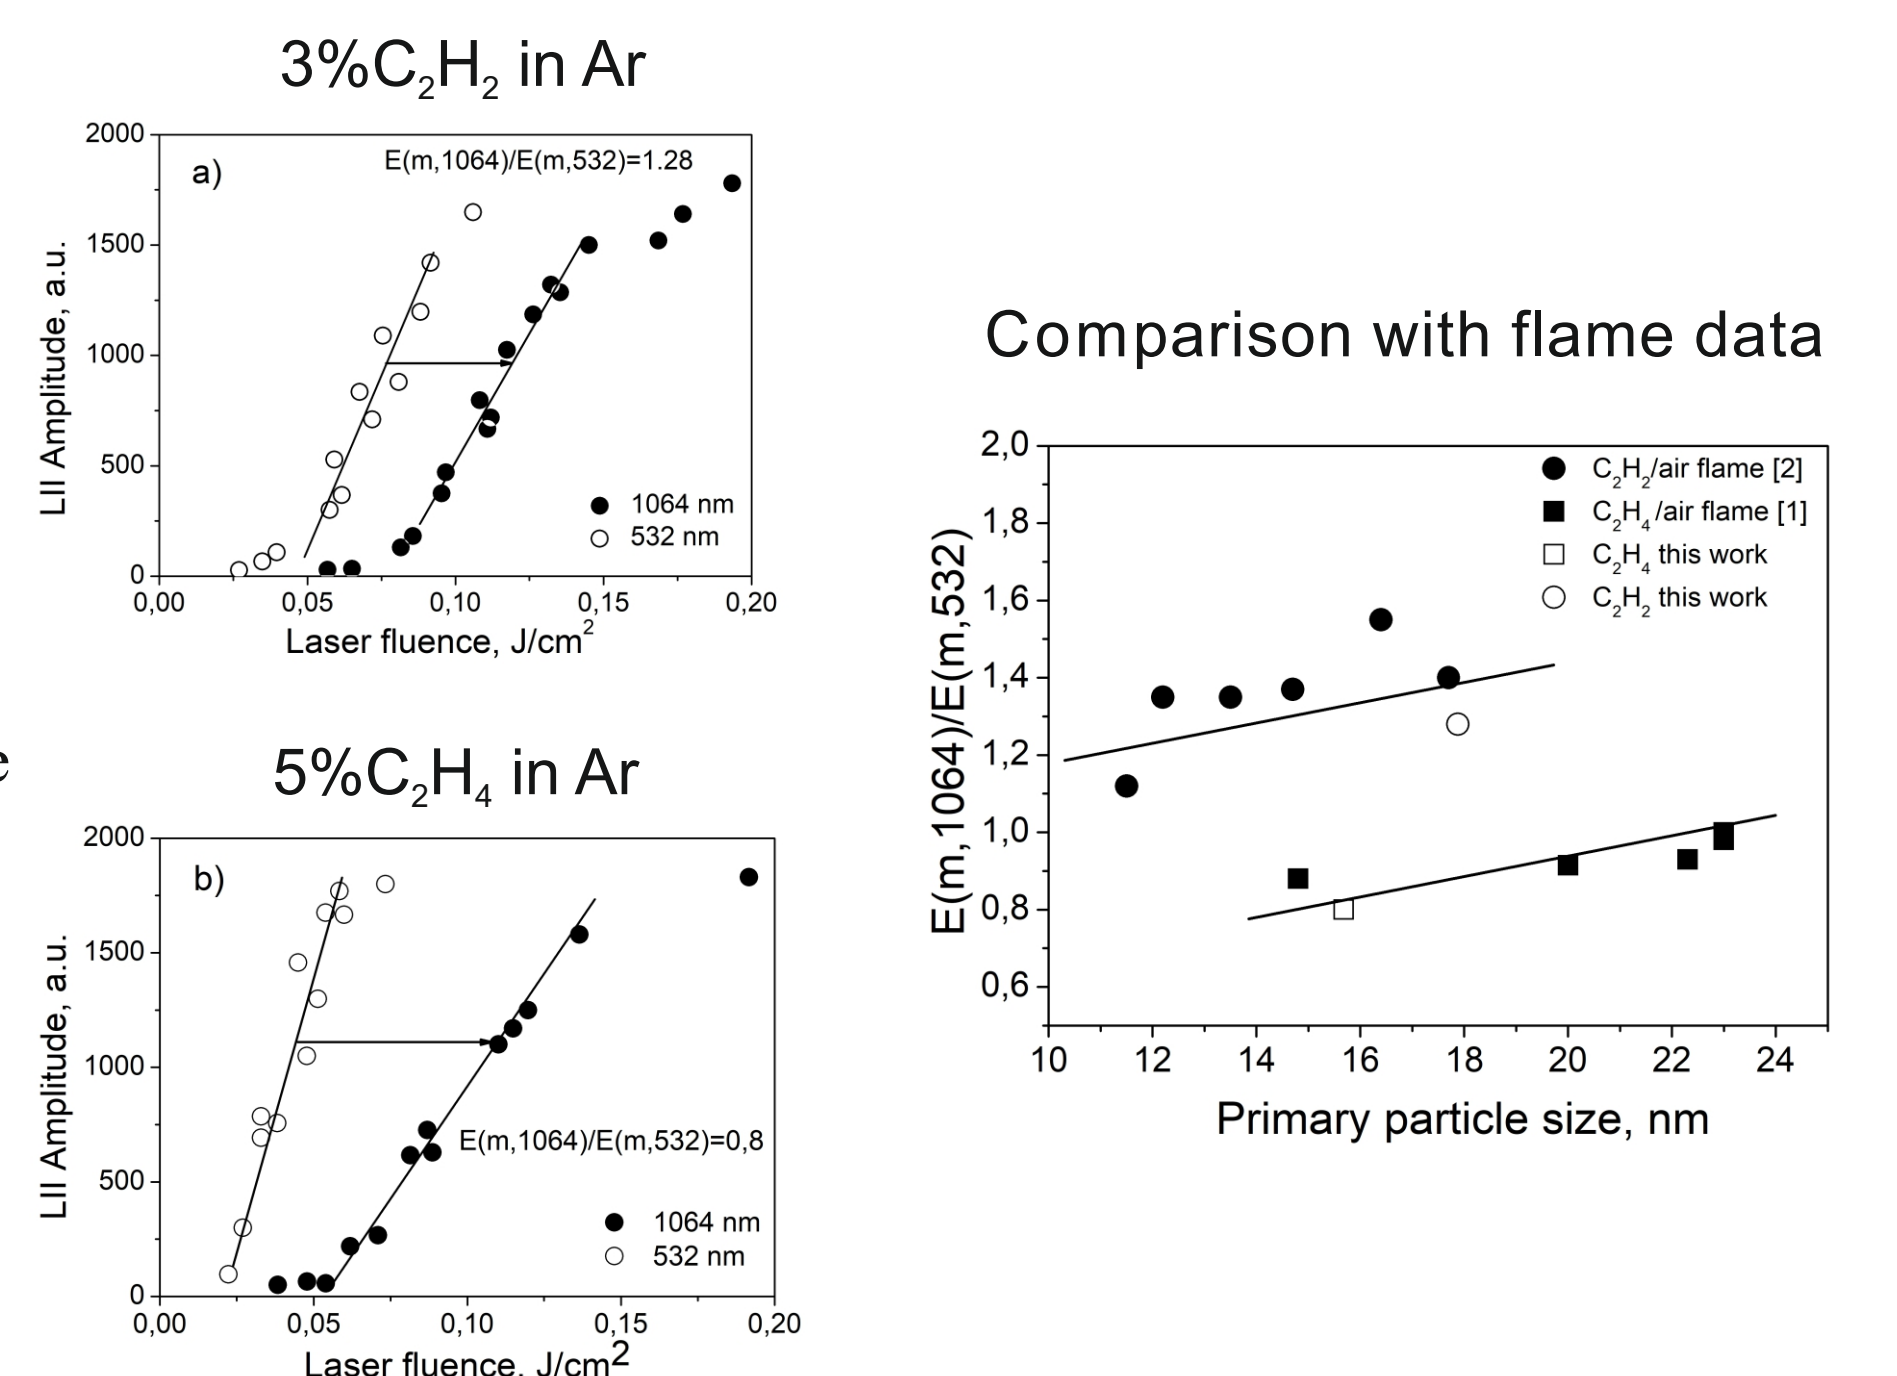 3%C₂H₂ in Ar
2000
1500
1000
500
0
LII Amplitude, a.u.
a)
E(m,1064)/E(m,532)=1.28
1064 nm
532 nm
0,00 0,05 0,10 0,15 0,20
Laser fluence, J/cm²
e
5%C₂H₄ in Ar
2000
1500
1000
500
0
LII Amplitude, a.u.
b)
E(m,1064)/E(m,532)=0,8
1064 nm
532 nm
0,00 0,05 0,10 0,15 0,20
Laser fluence, J/cm2
Comparison with flame data
2,0
1,8
1,6
1,4
1,2
1,0
0,8
0,6
E(m,1064)/E(m,532)
C₂H₂/air flame [2]
C₂H₄/air flame [1]
C₂H₄ this work
C₂H₂ this work
10 12 14 16 18 20 22 24
Primary particle size, nm